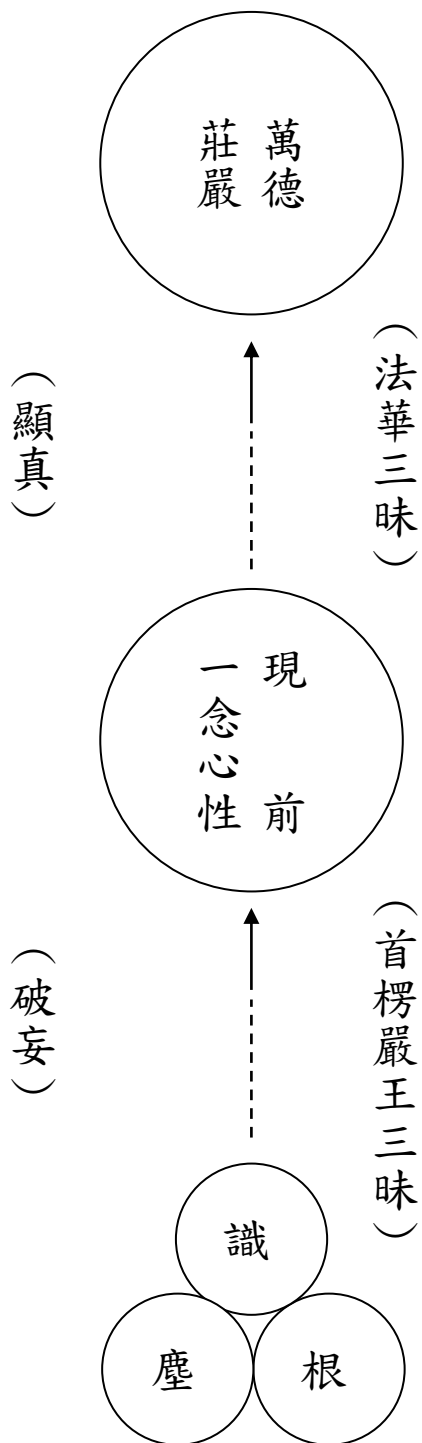 萬德
莊嚴
（法華三昧）
（顯真）
現前
一念心性
（首楞嚴王三昧）
（破妄）
識
根
塵